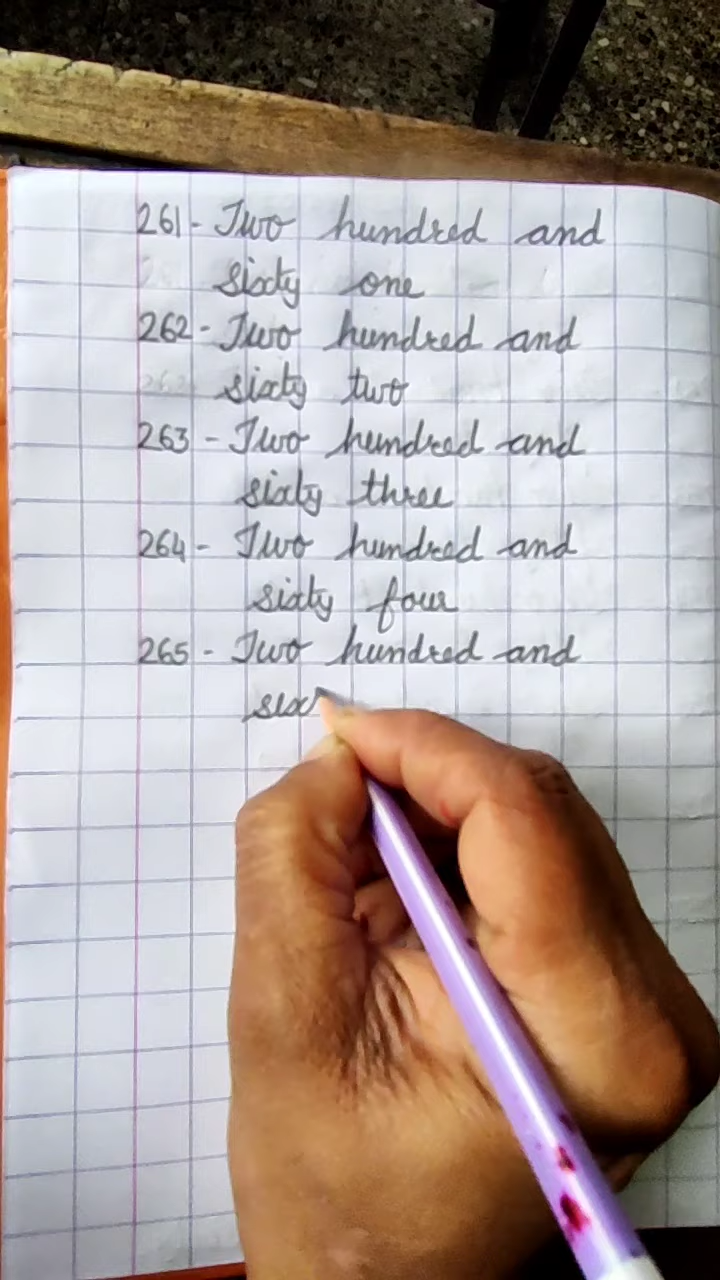 261 - Two hundred and
sixty one
262 - Two hundred and
sixty two
263 - Two hundred and
sixty three
264 - Two hundred and
sixty four
265 - Two hundred and
six